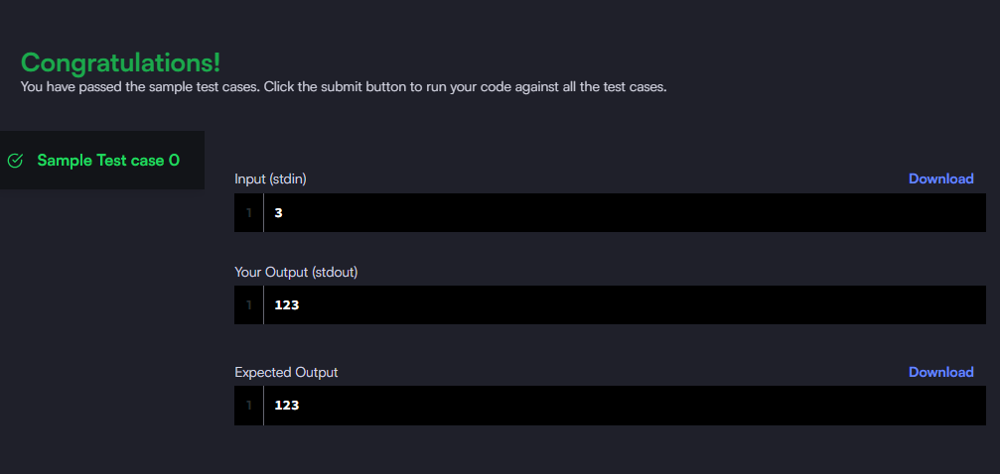 Congratulations!
You have passed the sample test cases. Click the submit button to run your code against all the test cases.
Sample Test case 0
Input (stdin)
Download
1 3
Your Output (stdout)
1 123
Expected Output
Download
1 123